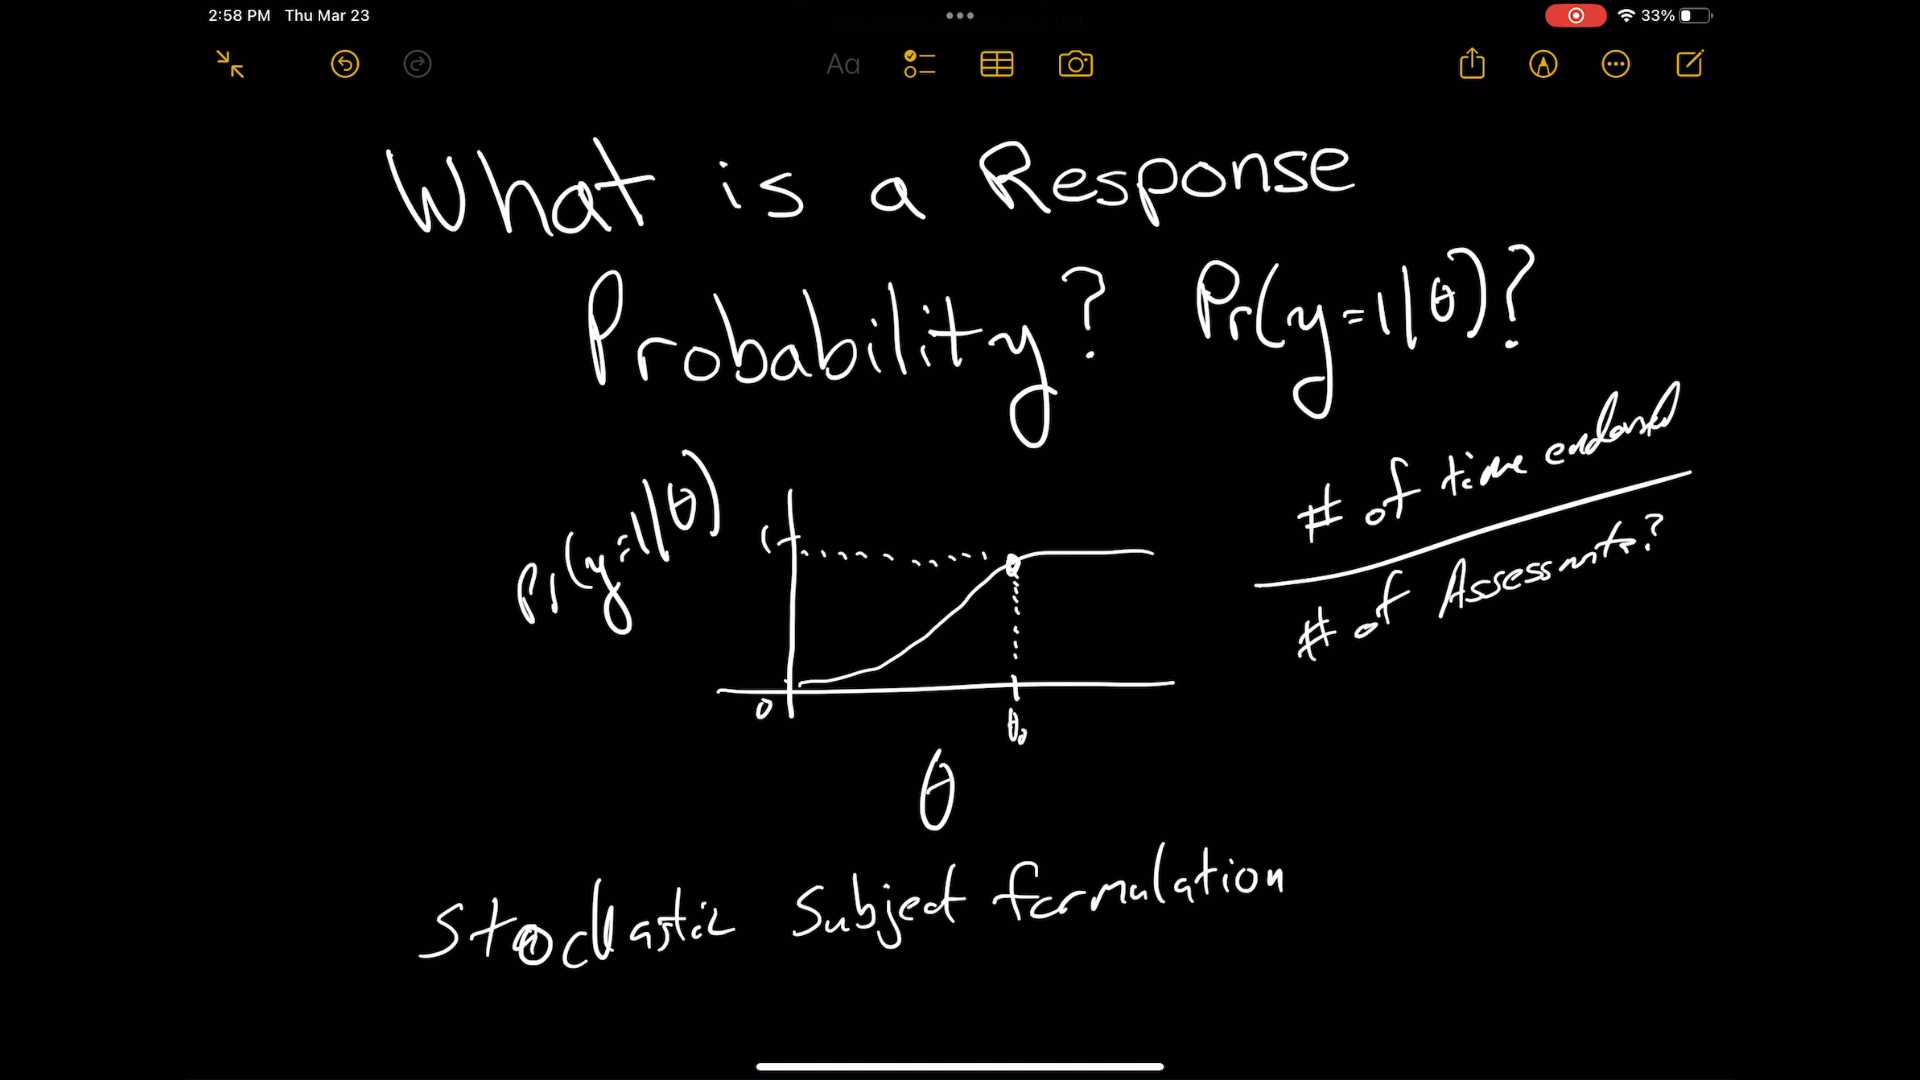 2:58 PM Thu Mar 23
33%
Aa
What is a Response
Probability? Pr(y=1|θ)?
Pr(y=1|θ)
1
0
θ
# of time endorsed
# of Assessments?
Stochastic Subject formulation